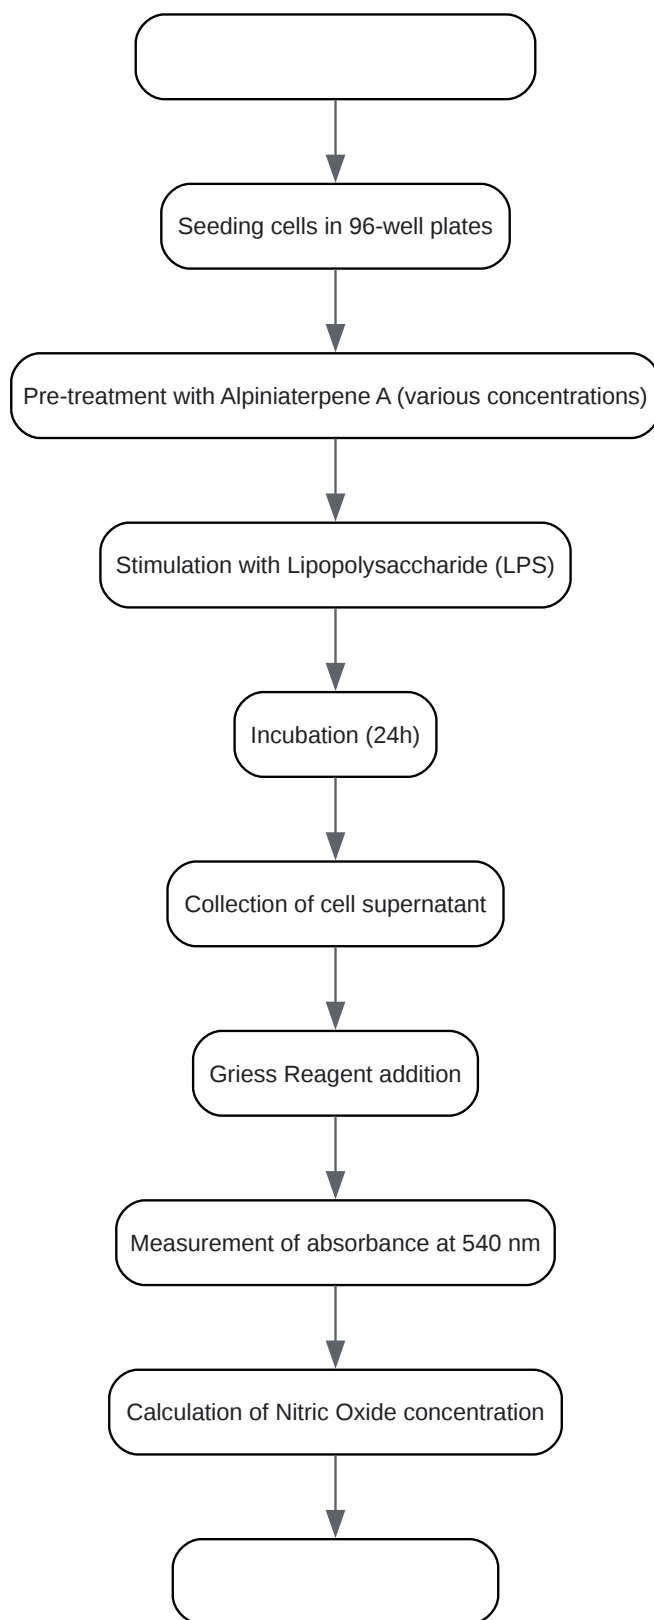 Seeding cells in 96-well plates
Pre-treatment with Alpiniaterpene A (various concentrations)
Stimulation with Lipopolysaccharide (LPS)
Incubation (24h)
Collection of cell supernatant
Griess Reagent addition
Measurement of absorbance at 540 nm
Calculation of Nitric Oxide concentration